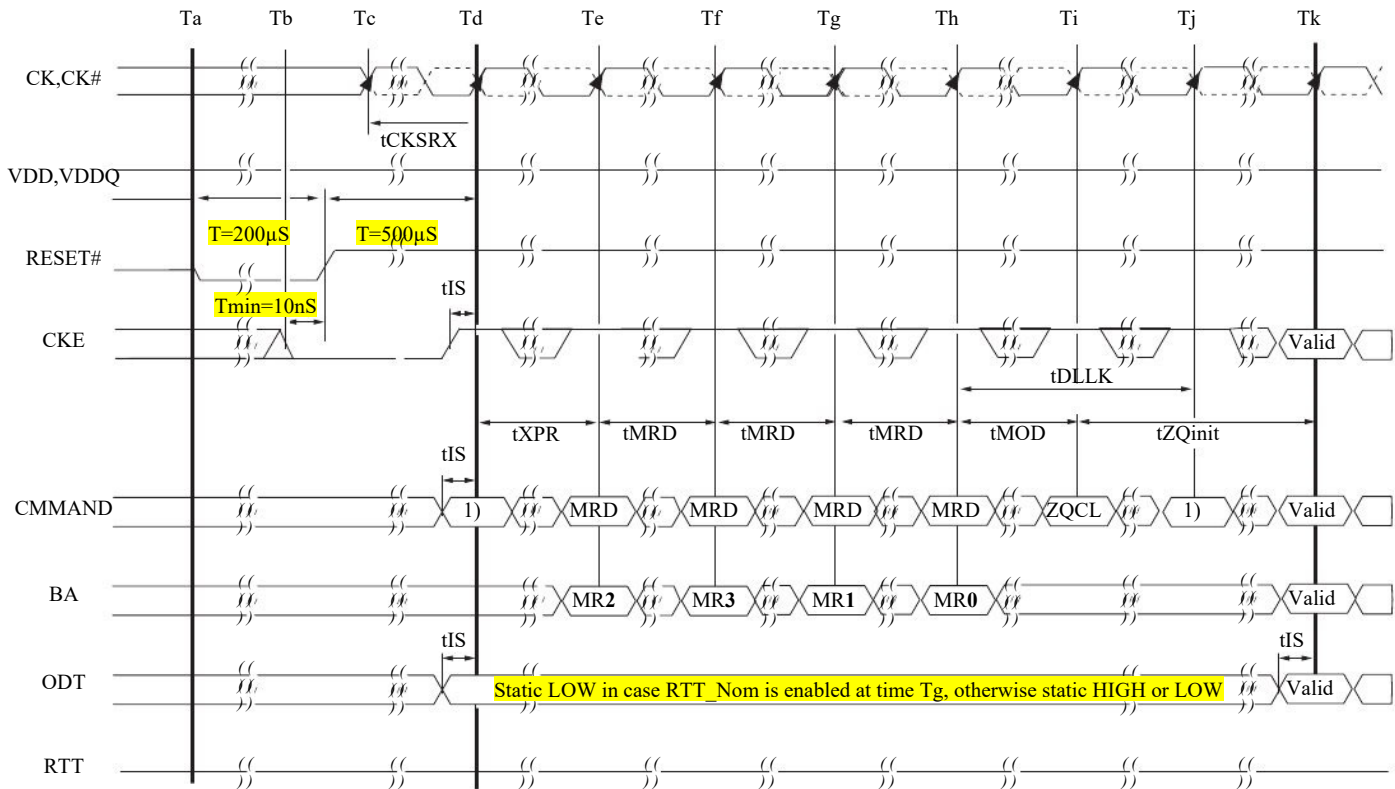 Ta Tb Tc Td Te Tf Tg Th Ti Tj Tk
CK,CK#
tCKSRX
VDD,VDDQ
T=200µS T=500µS
RESET#
Tmin=10nS tIS
CKE Valid
tDLLK
tXPR tMRD tMRD tMRD tMOD tZQinit
tIS
CMMAND 1) MRD MRD MRD MRD ZQCL 1) Valid
BA MR2 MR3 MR1 MR0 Valid
tIS tIS
ODT Static LOW in case RTT_Nom is enabled at time Tg, otherwise static HIGH or LOW Valid
RTT